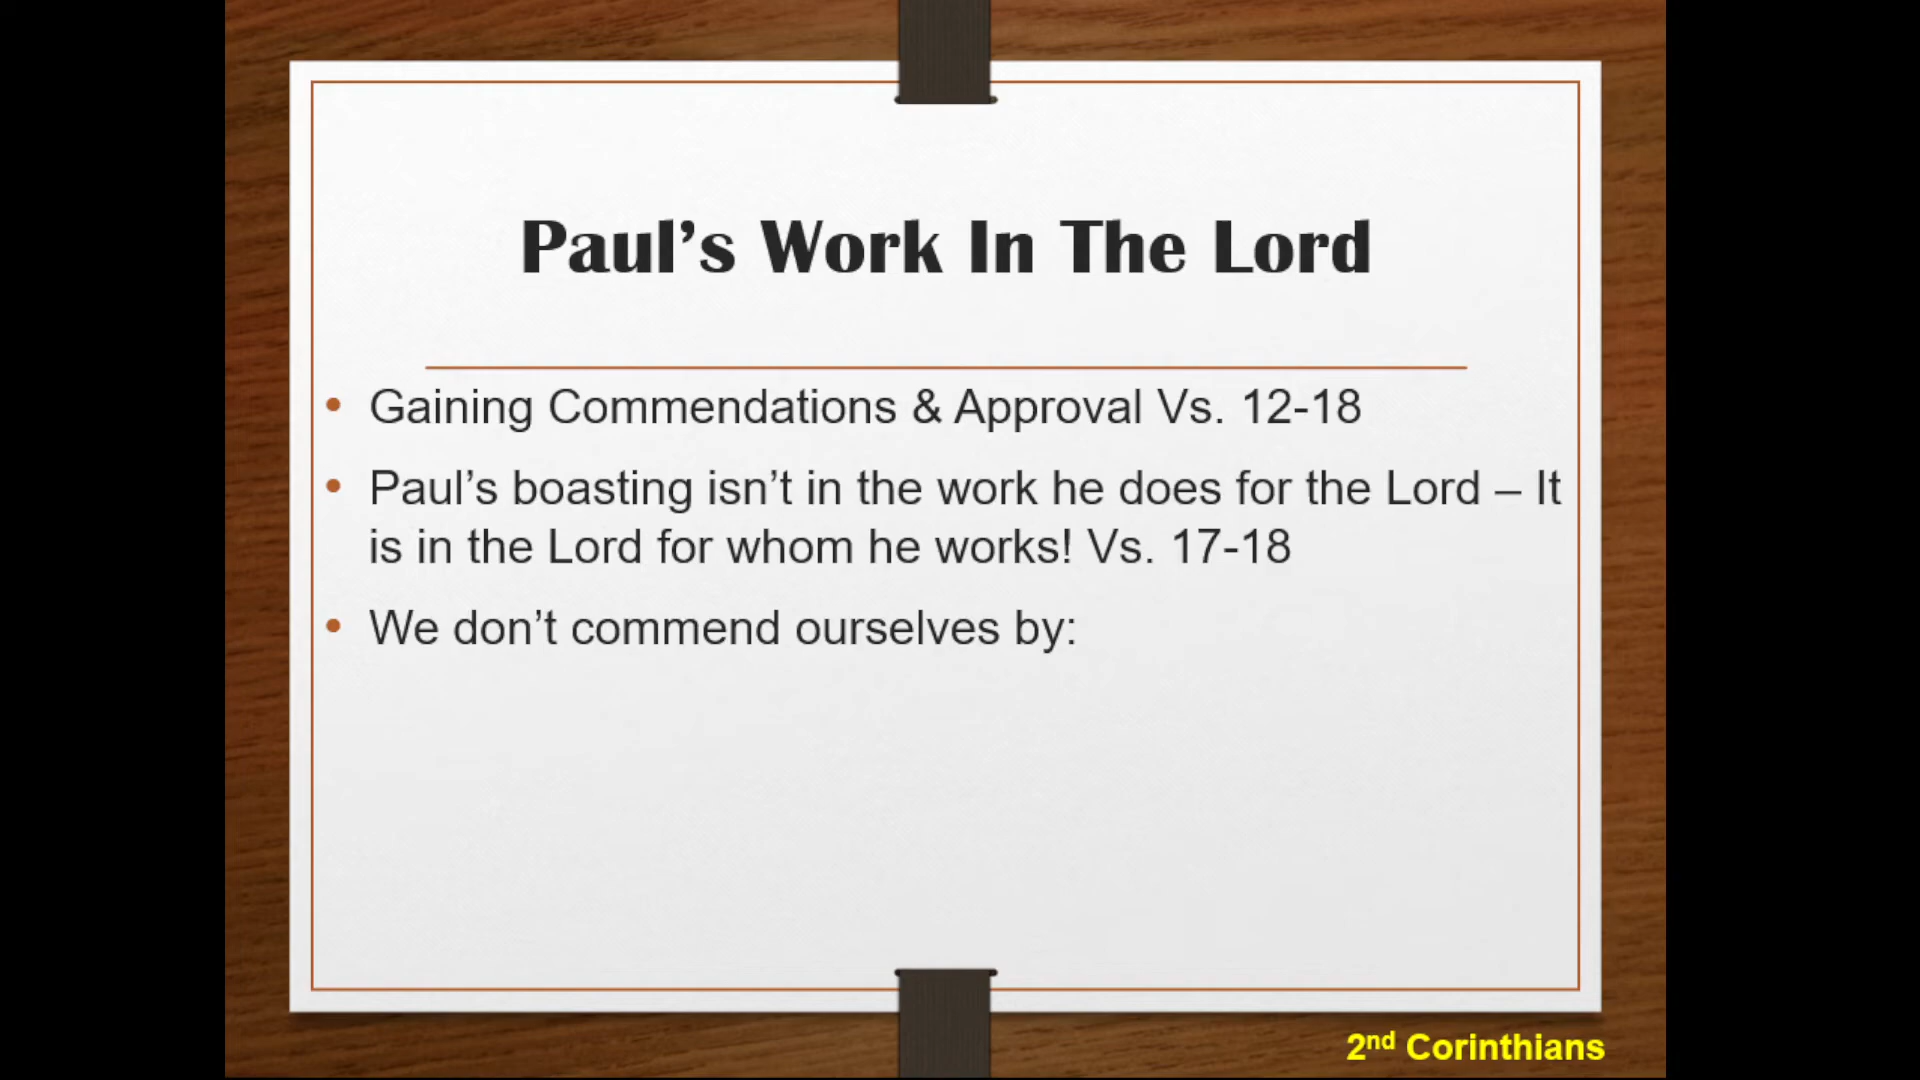 Paul’s Work In The Lord
• Gaining Commendations & Approval Vs. 12-18
• Paul’s boasting isn’t in the work he does for the Lord – It
is in the Lord for whom he works! Vs. 17-18
• We don’t commend ourselves by:
2nd Corinthians